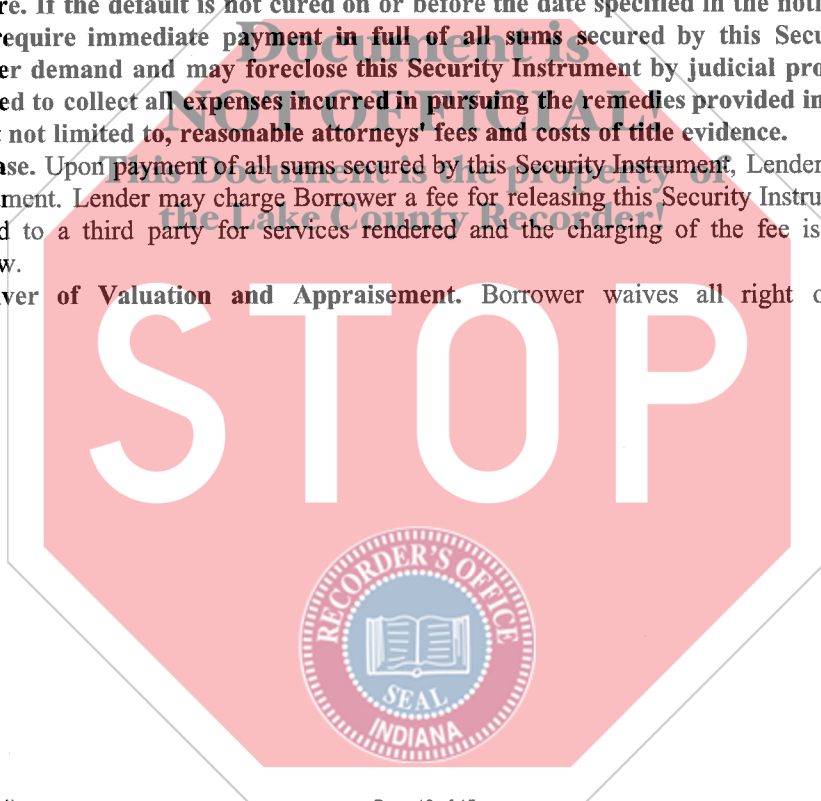 re. If the default is not cured on or before the date specified in the noti
require immediate payment in full of all sums secured by this Secu
er demand and may foreclose this Security Instrument by judicial pro
ed to collect all expenses incurred in pursuing the remedies provided in
t not limited to, reasonable attorneys' fees and costs of title evidence.
ase. Upon payment of all sums secured by this Security Instrument, Lender
ment. Lender may charge Borrower a fee for releasing this Security Instru
d to a third party for services rendered and the charging of the fee is
w.
iver of Valuation and Appraisement. Borrower waives all right o
Document is
NOT OFFICIAL!
This Document is the property of
the Lake County Recorder!
STOP
RECORDER'S OFFICE
SEAL
INDIANA